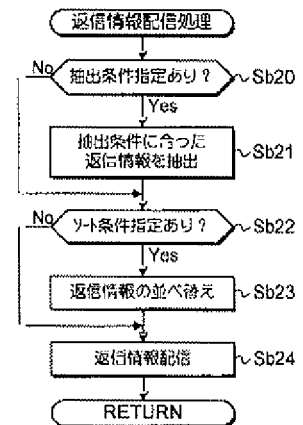 返信情報配信処理
抽出条件指定あり?
Sb20
No
Yes
抽出条件に合った
返信情報を抽出
Sb21
ソート条件指定あり?
Sb22
No
Yes
返信情報の並べ替え
Sb23
返信情報配信
Sb24
RETURN